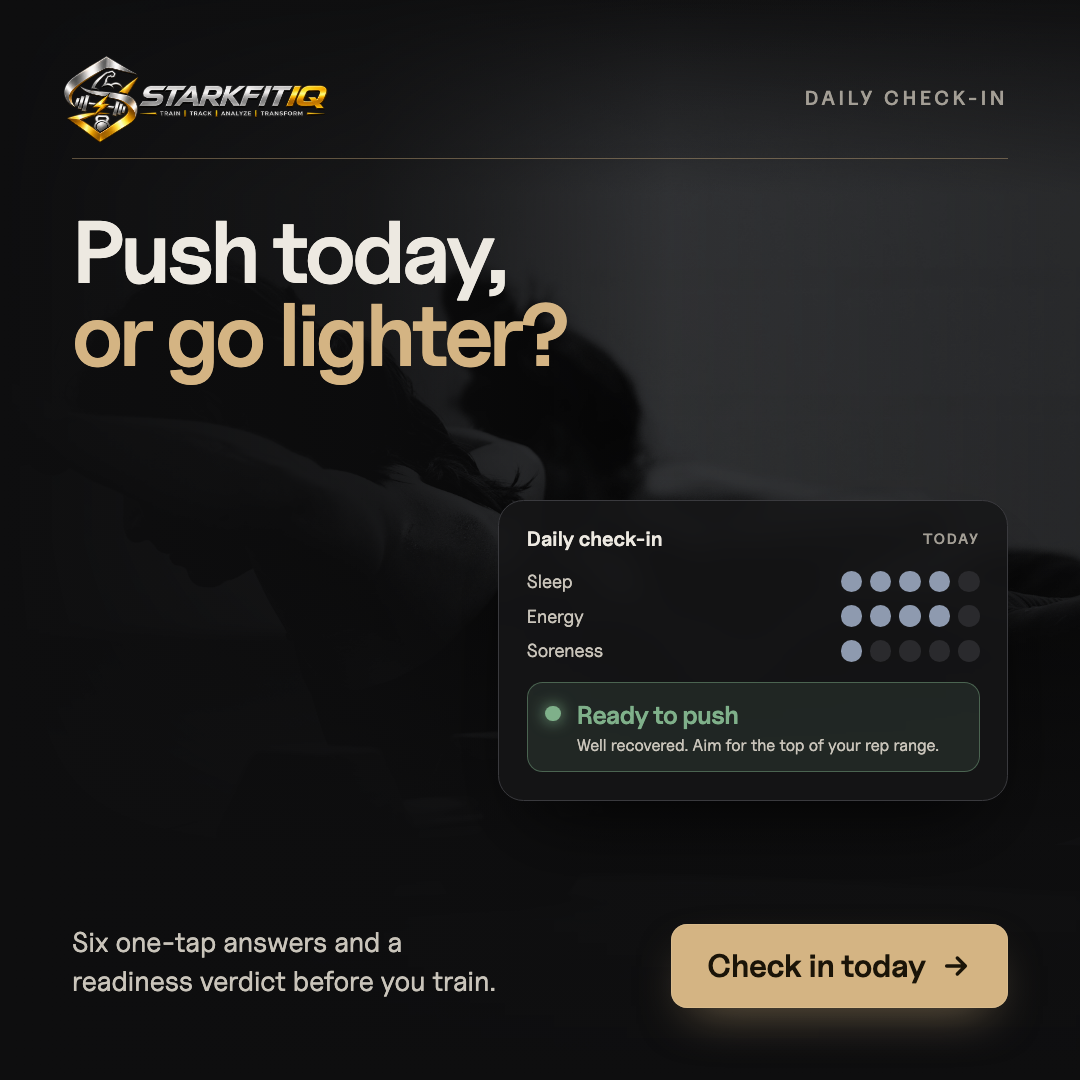 STARKFITIQ
TRAIN | TRACK | ANALYZE | TRANSFORM
DAILY CHECK-IN
Push today,
or go lighter?
Daily check-in
TODAY
Sleep
Energy
Soreness
Ready to push
Well recovered. Aim for the top of your rep range.
Six one-tap answers and a
readiness verdict before you train.
Check in today →